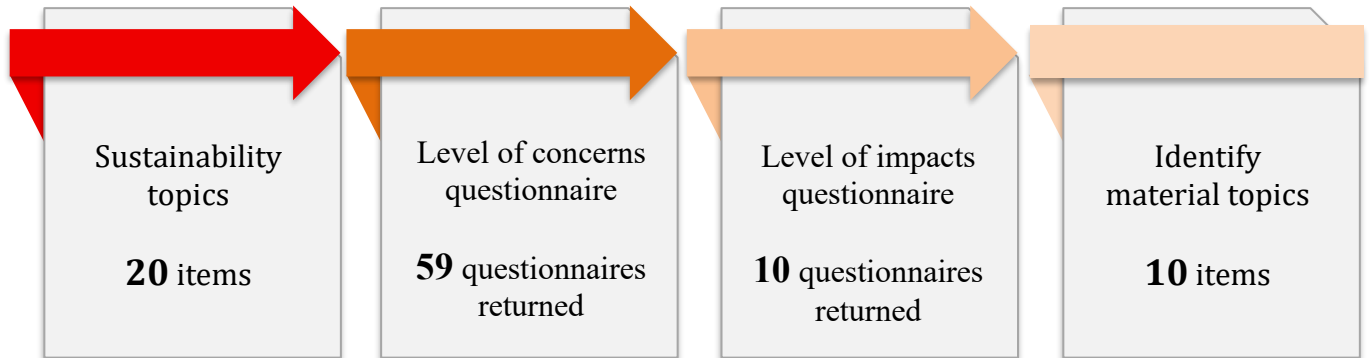 Sustainability
topics
20 items
Level of concerns
questionnaire
59 questionnaires
returned
Level of impacts
questionnaire
10 questionnaires
returned
Identify
material topics
10 items